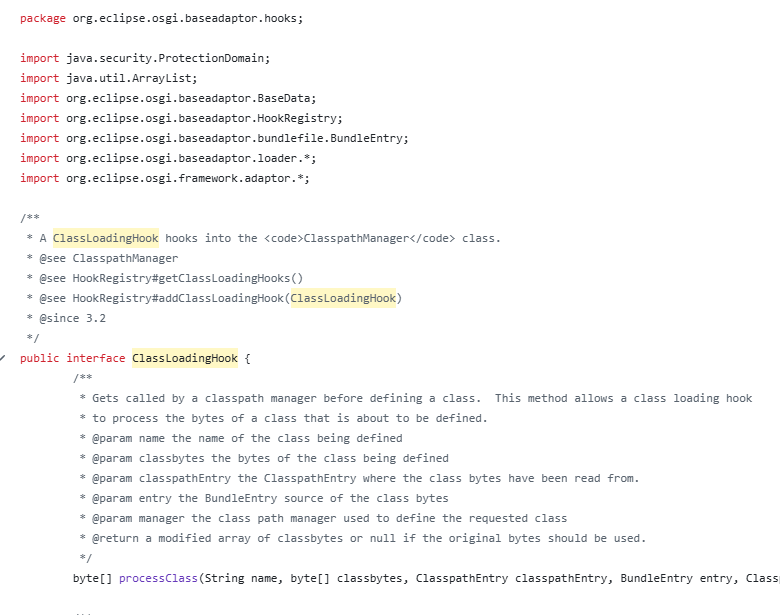 package org.eclipse.osgi.baseadaptor.hooks;
import java.security.ProtectionDomain;
import java.util.ArrayList;
import org.eclipse.osgi.baseadaptor.BaseData;
import org.eclipse.osgi.baseadaptor.HookRegistry;
import org.eclipse.osgi.baseadaptor.bundlefile.BundleEntry;
import org.eclipse.osgi.baseadaptor.loader.*;
import org.eclipse.osgi.framework.adaptor.*;
/**
* A ClassLoadingHook hooks into the <code>ClasspathManager</code> class.
* @see ClasspathManager
* @see HookRegistry#getClassLoadingHooks()
* @see HookRegistry#addClassLoadingHook(ClassLoadingHook)
* @since 3.2
*/
public interface ClassLoadingHook {
/**
* Gets called by a classpath manager before defining a class.  This method allows a class loading hook
* to process the bytes of a class that is about to be defined.
* @param name the name of the class being defined
* @param classbytes the bytes of the class being defined
* @param classpathEntry the ClasspathEntry where the class bytes have been read from.
* @param entry the BundleEntry source of the class bytes
* @param manager the class path manager used to define the requested class
* @return a modified array of classbytes or null if the original bytes should be used.
*/
byte[] processClass(String name, byte[] classbytes, ClasspathEntry classpathEntry, BundleEntry entry,